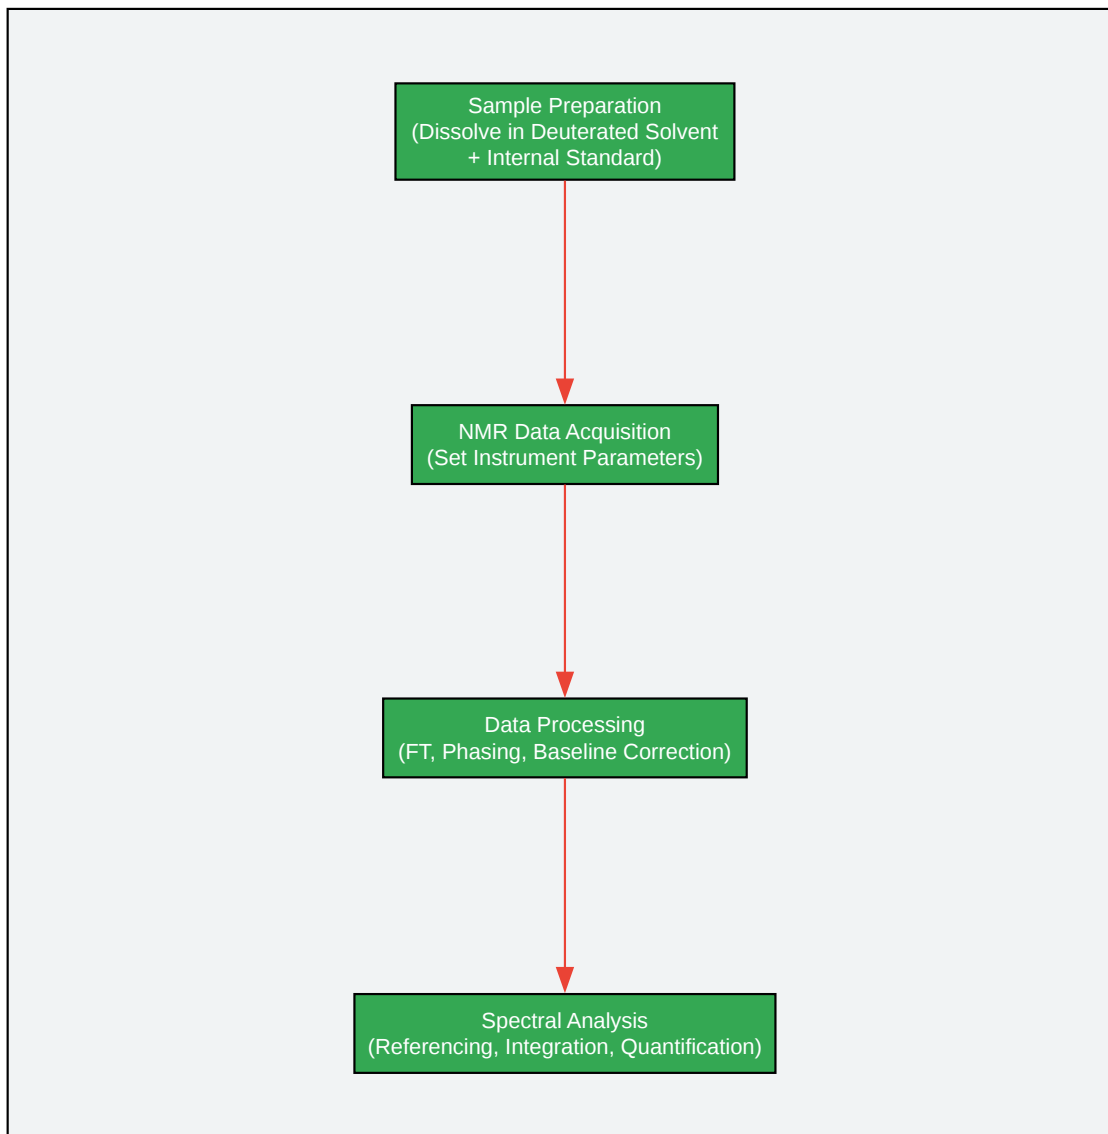 Sample Preparation
(Dissolve in Deuterated Solvent
+ Internal Standard)
NMR Data Acquisition
(Set Instrument Parameters)
Data Processing
(FT, Phasing, Baseline Correction)
Spectral Analysis
(Referencing, Integration, Quantification)